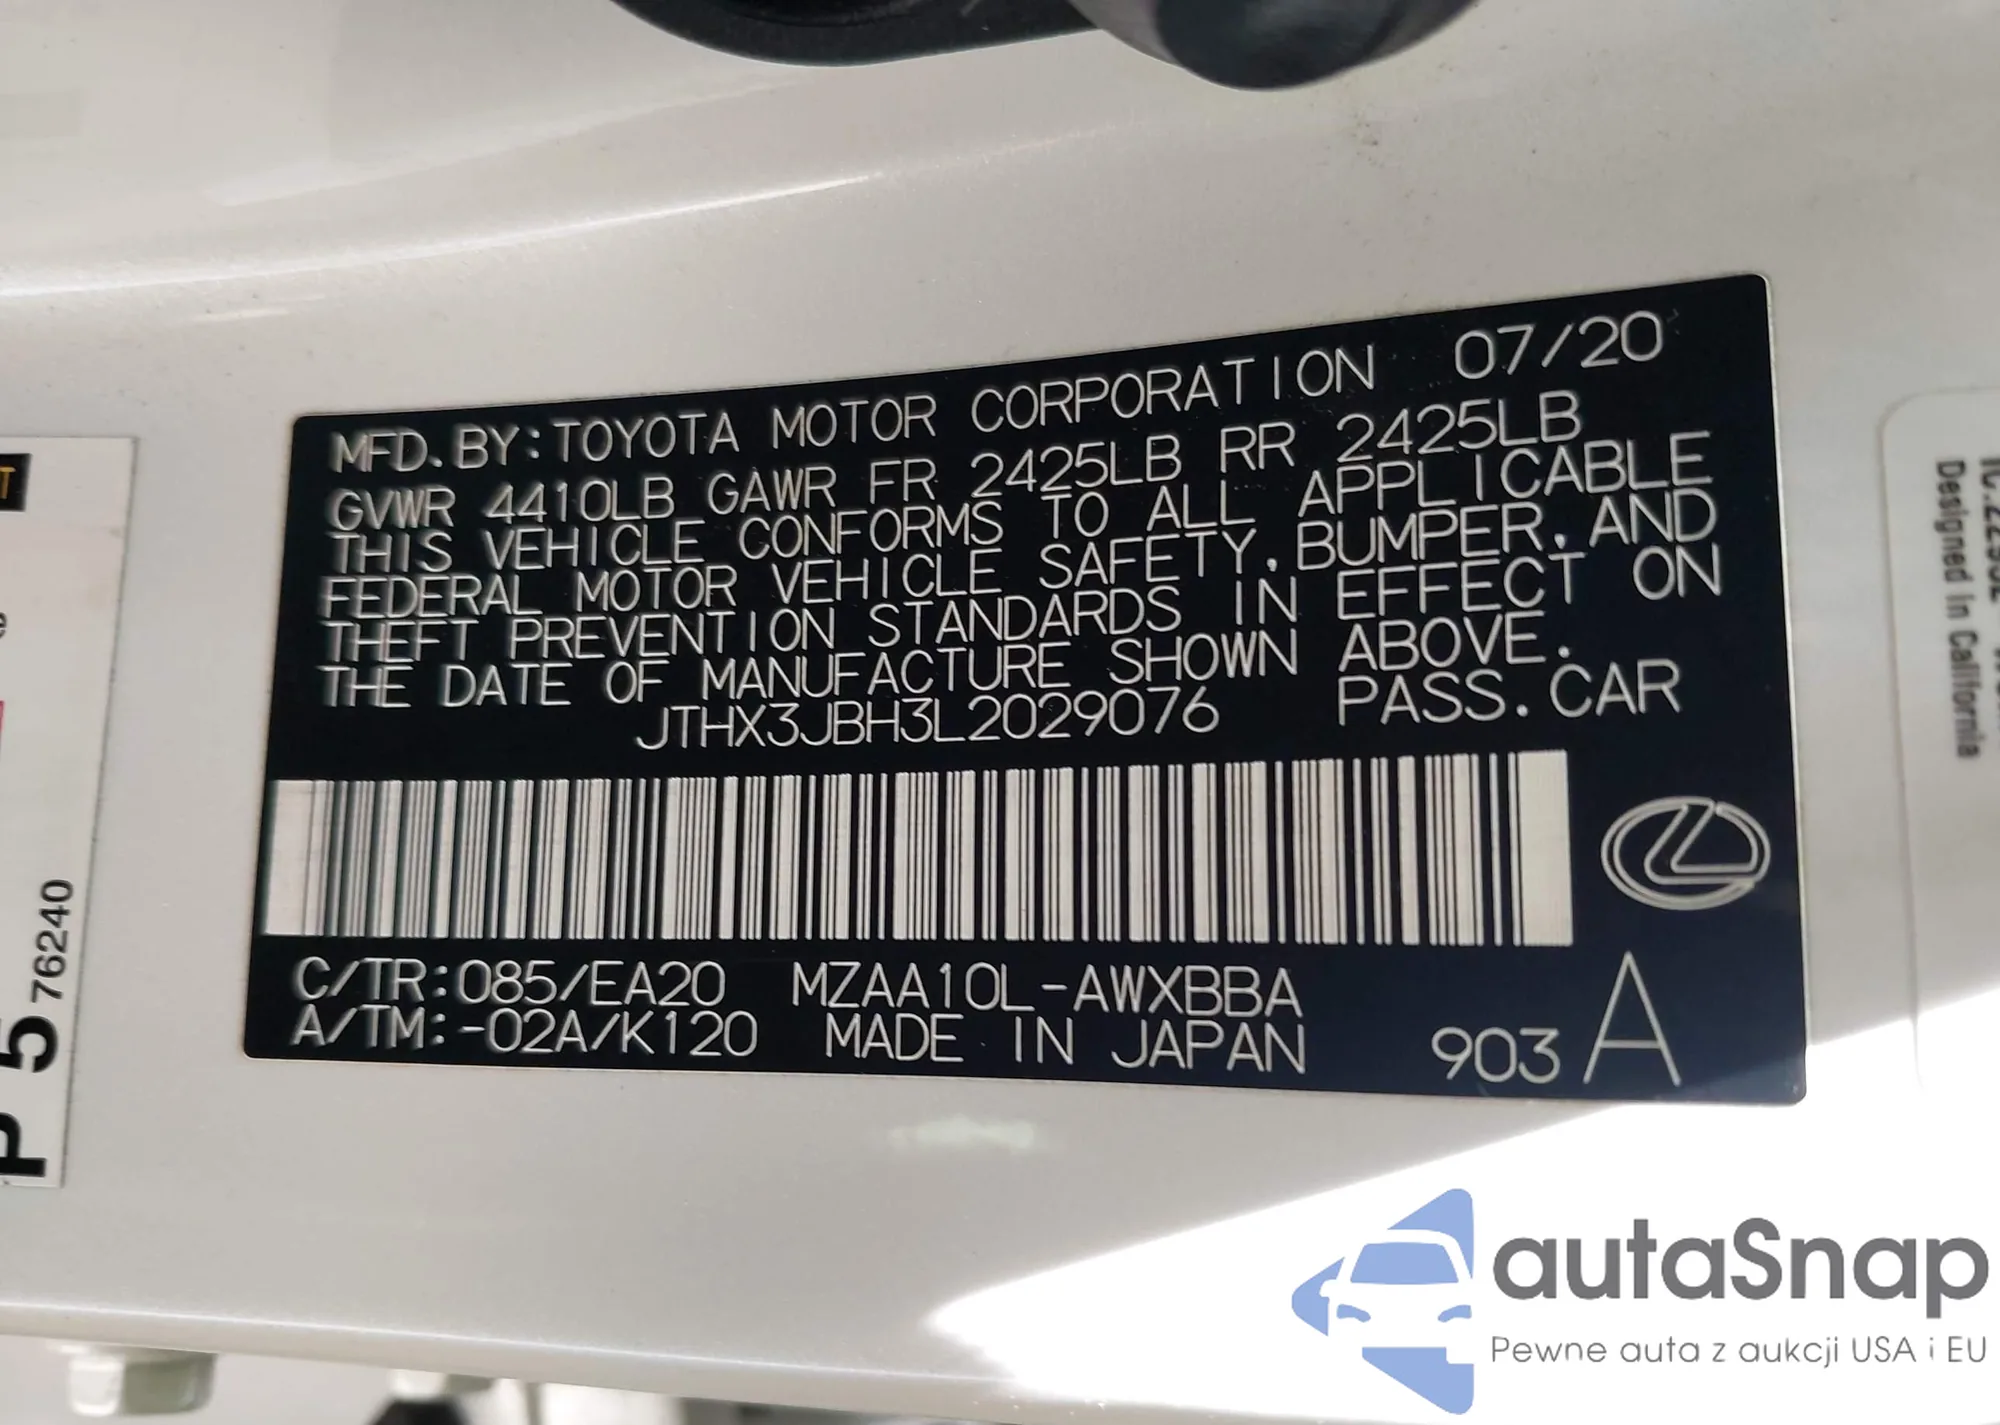 MFD.BY:TOYOTA MOTOR CORPORATION 07/20
GVWR 4410LB GAWR FR 2425LB RR 2425LB
THIS VEHICLE CONFORMS TO ALL APPLICABLE
FEDERAL MOTOR VEHICLE SAFETY,BUMPER,AND
THEFT PREVENTION STANDARDS IN EFFECT ON
THE DATE OF MANUFACTURE SHOWN ABOVE.
JTHX3JBH3L2029076 PASS.CAR
C/TR:085/EA20 MZAA10L-AWXBBA
A/TM:-02A/K120 MADE IN JAPAN 903 A
P 5 76240
Designed in California
autaSnap
Pewne auta z aukcji USA i EU